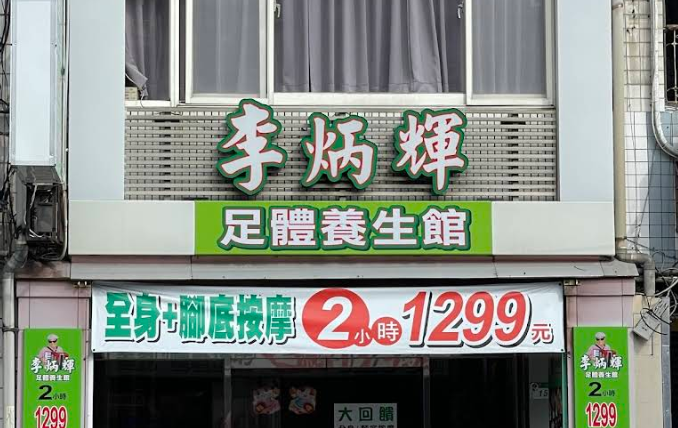 李炳輝
足體養生館
全身+腳底按摩 2小時1299元
李炳輝
足體養生館
2小時
1299
大回饋
15
李炳輝
足體養生館
2小時
1299